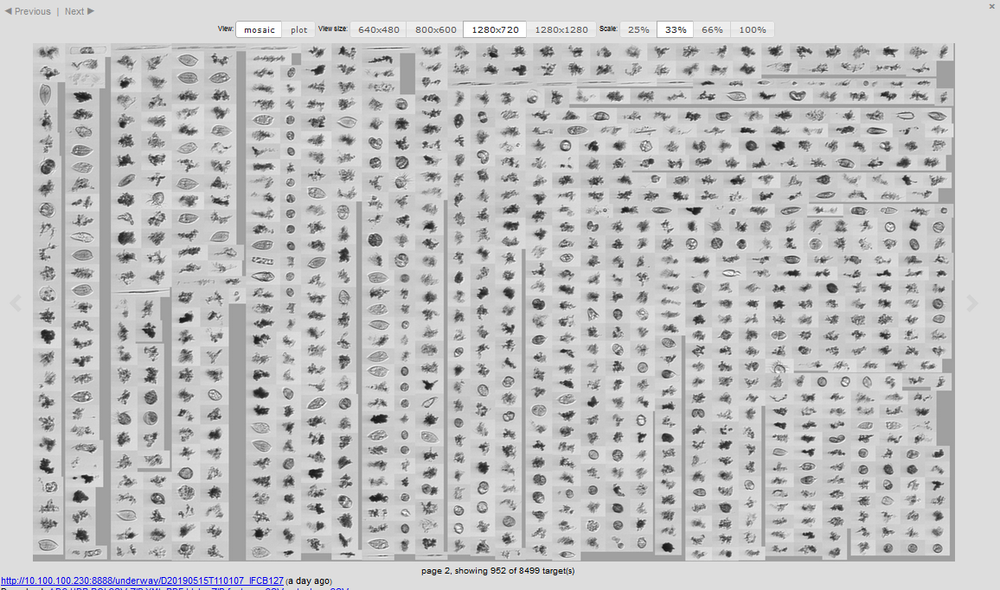 ◀ Previous | Next ▶ ×
View: mosaic plot View size: 640x480 800x600 1280x720 1280x1280 Scale: 25% 33% 66% 100%
page 2, showing 952 of 8499 target(s)
http://10.100.100.230:8888/underway/D20190515T110107_IFCB127 (a day ago)